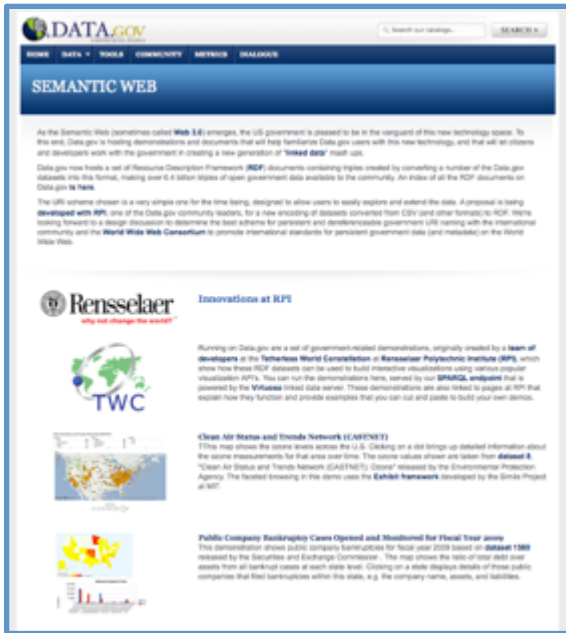 DATA.GOV
Search our catalogs...
SEARCH
HOME DATA TOOLS COMMUNITY METRICS DIALOGUE
SEMANTIC WEB
As the Semantic Web (sometimes called Web 3.0) emerges, the US government is pleased to be in the vanguard of this new technology space. To
this end, Data.gov is hosting demonstrations and documents that will help familiarize Data.gov users with this new technology, and that will let citizens
and developers work with the government in creating a new generation of "linked data" mash ups.
Data.gov now hosts a set of Resource Description Framework (RDF) documents containing triples created by converting a number of the Data.gov
datasets into this format, making over 6.4 billion triples of open government data available to the community. An index of all the RDF documents on
Data.gov is here.
The URI scheme chosen is a very simple one for the time being, designed to allow users to easily explore and extend the data. A proposal is being
developed with RPI, one of the Data.gov community leaders, for a new encoding of datasets converted from CSV (and other formats) to RDF. We're
looking forward to a design discussion to determine the best scheme for persistent and dereferenceable government URI naming with the international
community and the World Wide Web Consortium to promote international standards for persistent government data (and metadata) on the World
Wide Web.
Rensselaer
why not change the world?
Innovations at RPI
TWC
Running on Data.gov are a set of government-related demonstrations, originally created by a team of
developers at the Tetherless World Constellation at Rensselaer Polytechnic Institute (RPI), which
show how these RDF datasets can be used to build interactive visualizations using various popular
visualization API's. You can run the demonstrations here, served by our SPARQL endpoint that is
powered by the Virtuoso linked data server. These demonstrations are also linked to pages at RPI that
explain how they function and provide examples that you can cut and paste to build your own demos.
Clean Air Status and Trends Network (CASTNET)
TThis map shows the ozone levels across the U.S. Clicking on a dot brings up detailed information about
the ozone measurements for that area over time. The ozone values shown are taken from dataset 8,
"Clean Air Status and Trends Network (CASTNET): Ozone" released by the Environmental Protection
Agency. The faceted browsing in this demo uses the Exhibit framework developed by the Simile Project
at MIT.
Public Company Bankruptcy Cases Opened and Monitored for Fiscal Year 2009
This demonstration shows public company bankruptcies for fiscal year 2009 based on dataset 1580
released by the Securities and Exchange Commission . The map shows the ratio of total debt over
assets from all bankrupt cases at each state level. Clicking on a state displays details of those public
companies that filed bankruptcies within this state, e.g. the company name, assets, and liabilities.